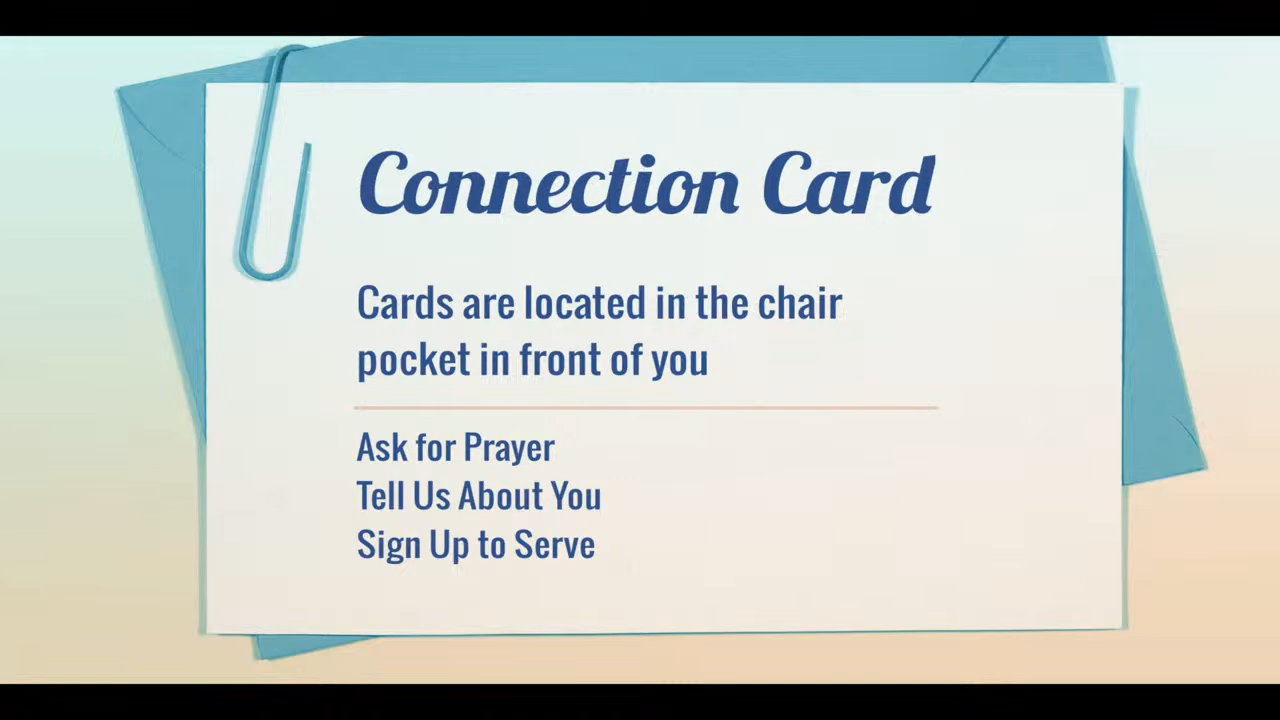 Connection Card
Cards are located in the chair
pocket in front of you
Ask for Prayer
Tell Us About You
Sign Up to Serve